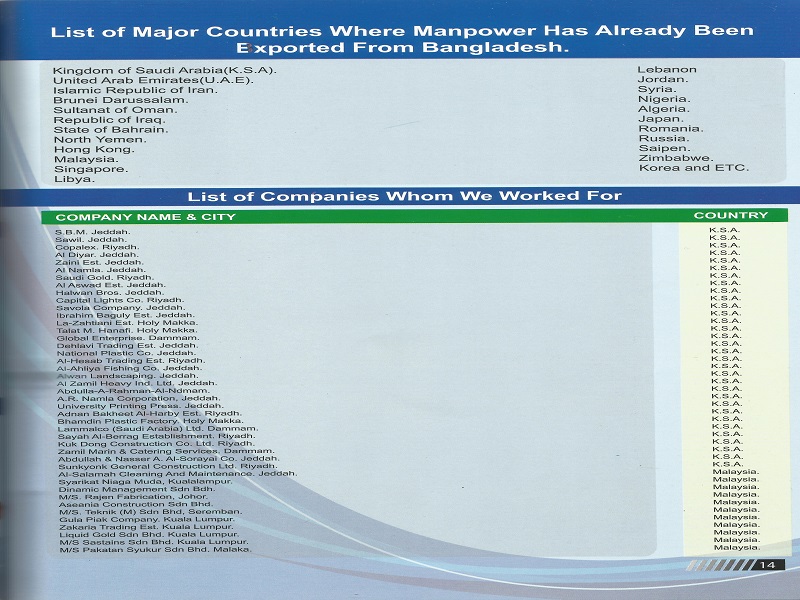 List of Major Countries Where Manpower Has Already Been
Exported From Bangladesh.
Kingdom of Saudi Arabia(K.S.A).
United Arab Emirates(U.A.E).
Islamic Republic of Iran.
Brunei Darussalam.
Sultanat of Oman.
Republic of Iraq.
State of Bahrain.
North Yemen.
Hong Kong.
Malaysia.
Singapore.
Libya.
Lebanon
Jordan.
Syria.
Nigeria.
Algeria.
Japan.
Romania.
Russia.
Saipen.
Zimbabwe.
Korea and ETC.
List of Companies Whom We Worked For
COMPANY NAME & CITY COUNTRY
S.B.M. Jeddah. K.S.A.
Sawil. Jeddah. K.S.A.
Copalex. Riyadh. K.S.A.
Al Diyar. Jeddah. K.S.A.
Zaini Est. Jeddah. K.S.A.
Al Namla. Jeddah. K.S.A.
Saudi Gold. Riyadh. K.S.A.
Al Aswad Est. Jeddah. K.S.A.
Halwan Bros. Jeddah. K.S.A.
Capital Lights Co. Riyadh. K.S.A.
Savola Company. Jeddah. K.S.A.
Ibrahim Baguly Est. Jeddah. K.S.A.
La-Zahtiani Est. Holy Makka. K.S.A.
Talat M. Hanafi. Holy Makka. K.S.A.
Global Enterprise. Dammam. K.S.A.
Dehlavi Trading Est. Jeddah. K.S.A.
National Plastic Co. Jeddah. K.S.A.
Al-Hesab Trading Est. Riyadh. K.S.A.
Al-Ahliya Fishing Co. Jeddah. K.S.A.
Alwan Landscaping. Jeddah. K.S.A.
Al Zamil Heavy Ind. Ltd. Jeddah. K.S.A.
Abdulla-A-Rahman-Al-Ndmam. K.S.A.
A.R. Namla Corporation, Jeddah. K.S.A.
University Printing Press. Jeddah. K.S.A.
Adnan Bakheet Al-Harby Est. Riyadh. K.S.A.
Bhamdin Plastic Factory. Holy Makka. K.S.A.
Lammalco (Saudi Arabia) Ltd. Dammam. K.S.A.
Sayah Al-Berrag Establishment. Riyadh. K.S.A.
Kuk Dong Construction Co. Ltd. Riyadh. K.S.A.
Zamil Marin & Catering Services. Dammam. K.S.A.
Abdullah & Nasser A. Al-Sorayai Co. Jeddah. K.S.A.
Sunkyonk General Construction Ltd. Riyadh. K.S.A.
Al-Salamah Cleaning And Maintenance. Jeddah. Malaysia.
Syarikat Niaga Muda, Kualalampur. Malaysia.
Dinamic Management Sdn Bdh. Malaysia.
M/S. Rajen Fabrication, Johor. Malaysia.
Aseania Construction Sdn Bhd. Malaysia.
M/S. Teknik (M) Sdn Bhd, Seremban. Malaysia.
Gula Piak Company. Kuala Lumpur. Malaysia.
Zakaria Trading Est. Kuala Lumpur. Malaysia.
Liquid Gold Sdn Bhd. Kuala Lumpur. Malaysia.
M/S Sastains Sdn Bhd. Kuala Lumpur. Malaysia.
M/S Pakatan Syukur Sdn Bhd. Malaka. Malaysia.
14